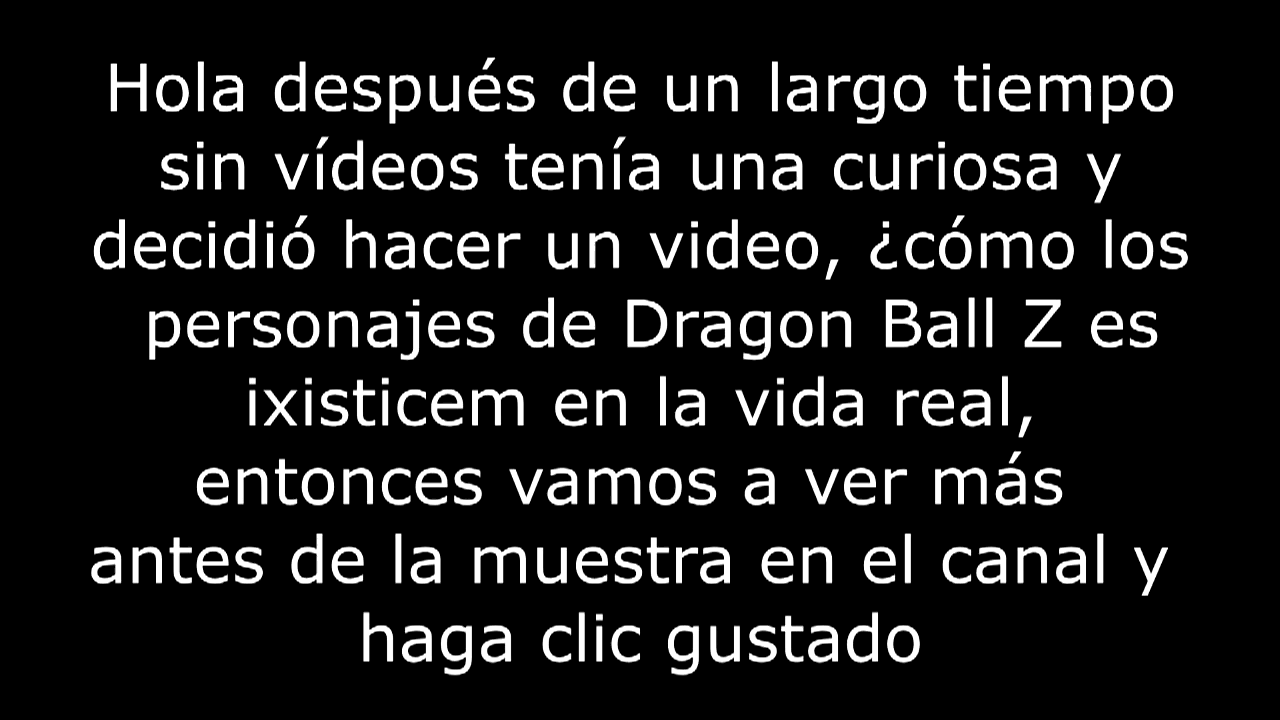 Hola después de un largo tiempo
sin vídeos tenía una curiosa y
decidió hacer un video, ¿cómo los
personajes de Dragon Ball Z es
ixisticem en la vida real,
entonces vamos a ver más
antes de la muestra en el canal y
haga clic gustado